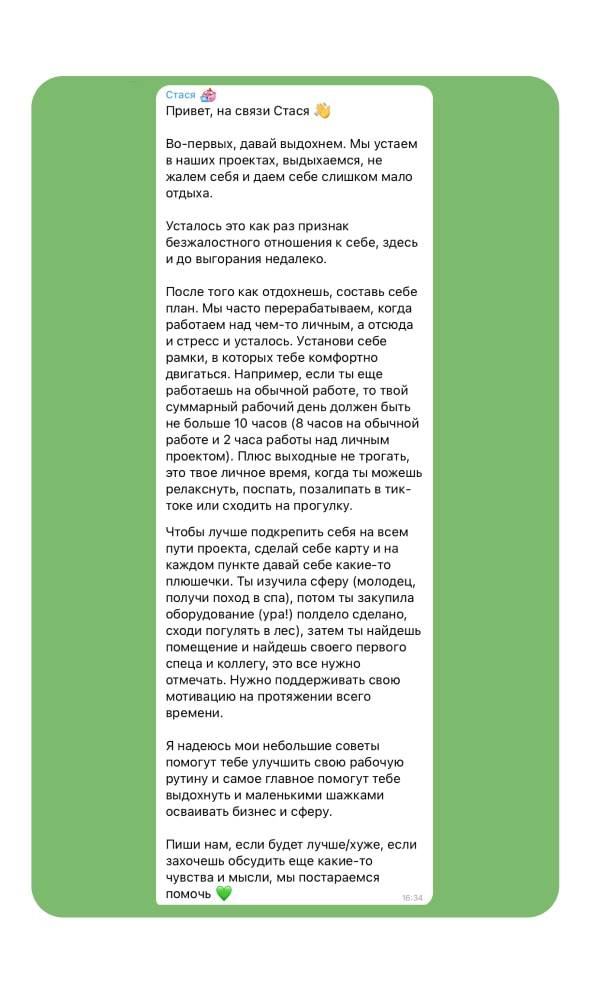 Стася
Привет, на связи Стася 👋
Во-первых, давай выдохнем. Мы устаем
в наших проектах, выдыхаемся, не
жалем себя и даем себе слишком мало
отдыха.
Усталось это как раз признак
безжалостного отношения к себе, здесь
и до выгорания недалеко.
После того как отдохнешь, составь себе
план. Мы часто перерабатываем, когда
работаем над чем-то личным, а отсюда
и стресс и усталось. Установи себе
рамки, в которых тебе комфортно
двигаться. Например, если ты еще
работаешь на обычной работе, то твой
суммарный рабочий день должен быть
не больше 10 часов (8 часов на обычной
работе и 2 часа работы над личным
проектом). Плюс выходные не трогать,
это твое личное время, когда ты можешь
релакснуть, поспать, позалипать в тик-
токе или сходить на прогулку.
Чтобы лучше подкрепить себя на всем
пути проекта, сделай себе карту и на
каждом пункте давай себе какие-то
плюшечки. Ты изучила сферу (молодец,
получи поход в спа), потом ты закупила
оборудование (ура!) полдело сделано,
сходи погулять в лес), затем ты найдешь
помещение и найдешь своего первого
спеца и коллегу, это все нужно
отмечать. Нужно поддерживать свою
мотивацию на протяжении всего
времени.
Я надеюсь мои небольшие советы
помогут тебе улучшить свою рабочую
рутину и самое главное помогут тебе
выдохнуть и маленькими шажками
осваивать бизнес и сферу.
Пиши нам, если будет лучше/хуже, если
захочешь обсудить еще какие-то
чувства и мысли, мы постараемся
помочь 💚
16:34